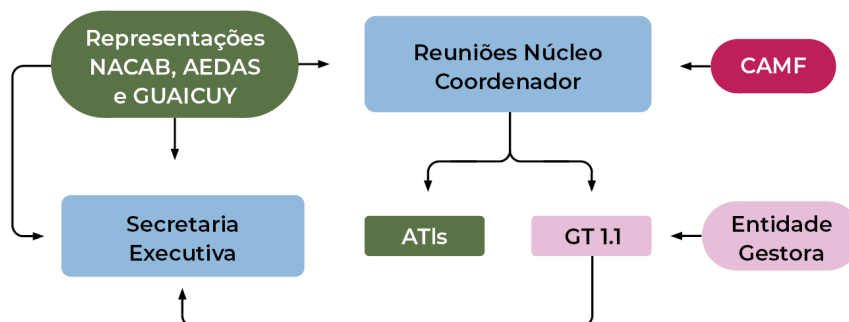 Representações
NACAB, AEDAS
e GUAICUY
Reuniões Núcleo
Coordenador
CAMF
Secretaria
Executiva
ATIs
GT 1.1
Entidade
Gestora